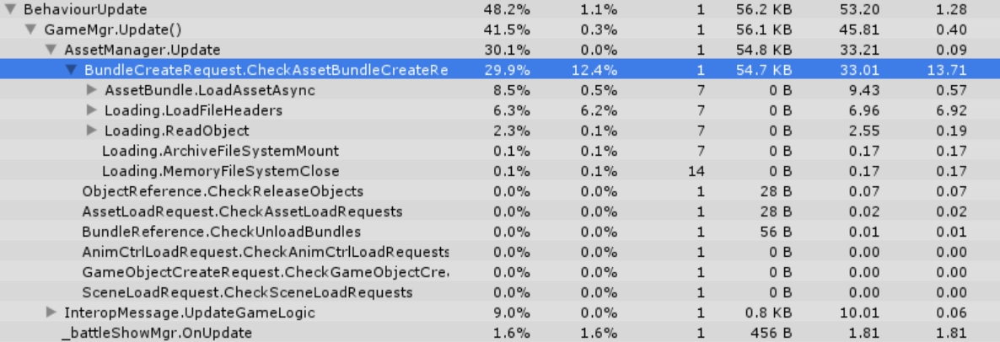 BehaviourUpdate 48.2% 1.1% 1 56.2 KB 53.20 1.28
GameMgr.Update() 41.5% 0.3% 1 56.1 KB 45.81 0.40
AssetManager.Update 30.1% 0.0% 1 54.8 KB 33.21 0.09
BundleCreateRequest.CheckAssetBundleCreateRe 29.9% 12.4% 1 54.7 KB 33.01 13.71
AssetBundle.LoadAssetAsync 8.5% 0.5% 7 0 B 9.43 0.57
Loading.LoadFileHeaders 6.3% 6.2% 7 0 B 6.96 6.92
Loading.ReadObject 2.3% 0.1% 7 0 B 2.55 0.19
Loading.ArchiveFileSystemMount 0.1% 0.1% 7 0 B 0.17 0.17
Loading.MemoryFileSystemClose 0.1% 0.1% 14 0 B 0.17 0.17
ObjectReference.CheckReleaseObjects 0.0% 0.0% 1 28 B 0.07 0.07
AssetLoadRequest.CheckAssetLoadRequests 0.0% 0.0% 1 28 B 0.02 0.02
BundleReference.CheckUnloadBundles 0.0% 0.0% 1 56 B 0.01 0.01
AnimCtrlLoadRequest.CheckAnimCtrlLoadRequests 0.0% 0.0% 1 0 B 0.00 0.00
GameObjectCreateRequest.CheckGameObjectCre 0.0% 0.0% 1 0 B 0.00 0.00
SceneLoadRequest.CheckSceneLoadRequests 0.0% 0.0% 1 0 B 0.00 0.00
InteropMessage.UpdateGameLogic 9.0% 0.0% 1 0.8 KB 10.01 0.06
_battleShowMgr.OnUpdate 1.6% 1.6% 1 456 B 1.81 1.81